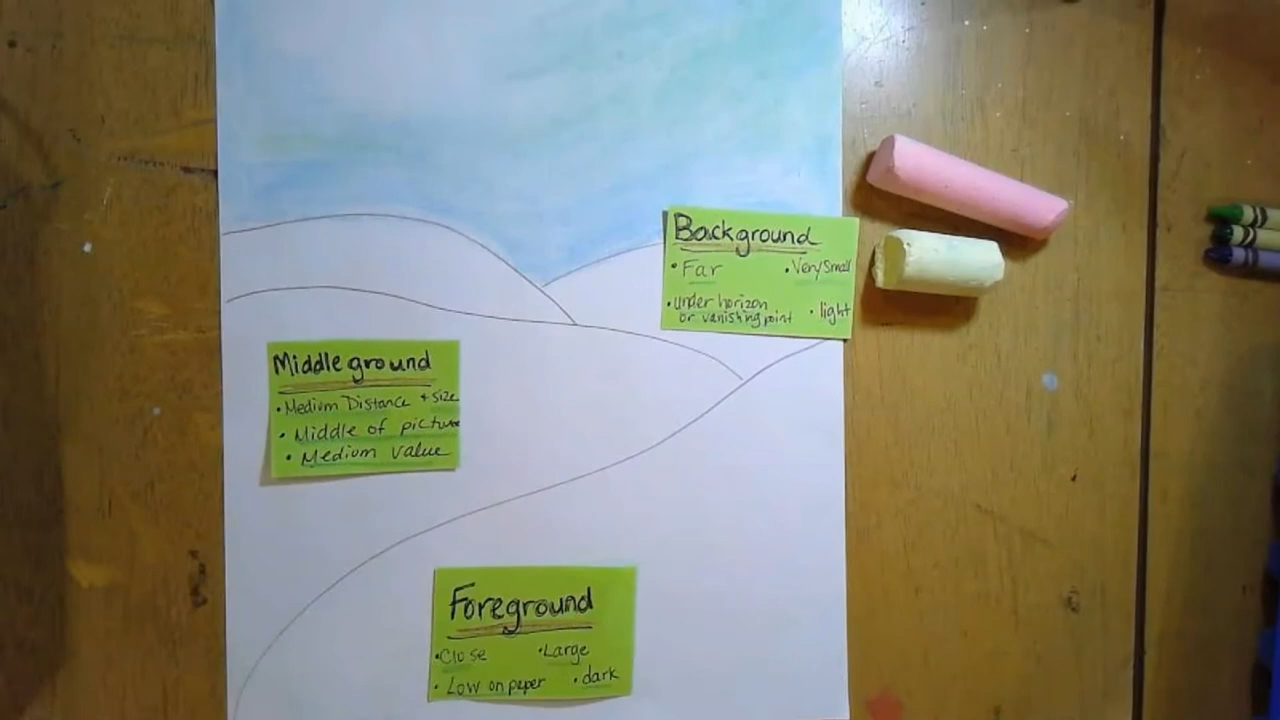 Background
• Far • Very Small
• under horizon
or vanishing point • light
Middle ground
• Medium Distance + size
• Middle of picture
• Medium value
Foreground
• Close • Large
• Low on paper • dark